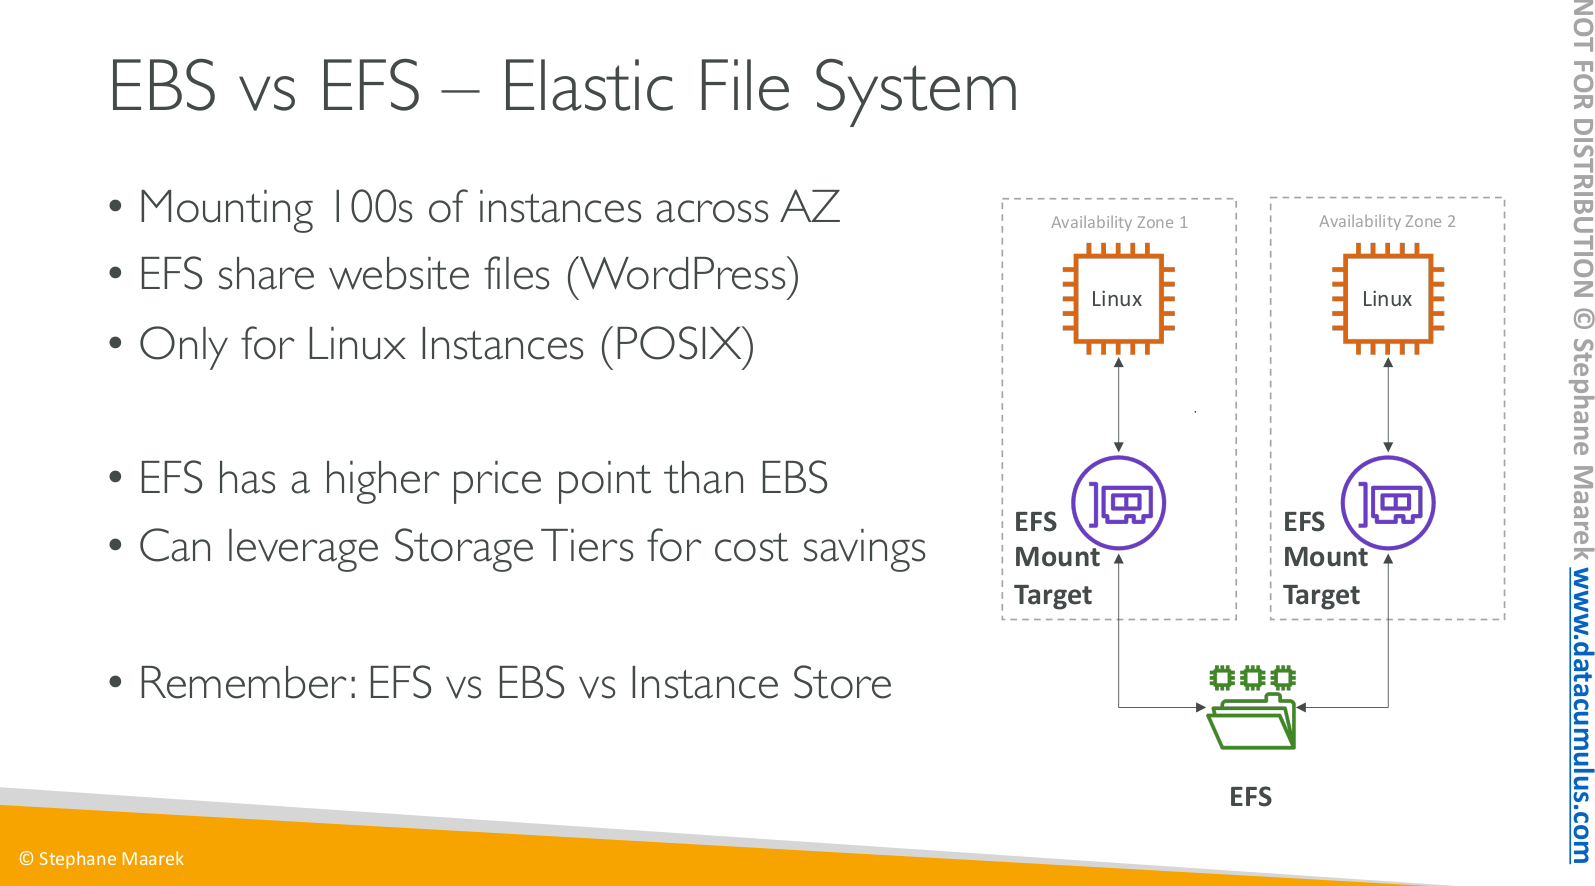 EBS vs EFS – Elastic File System
• Mounting 100s of instances across AZ
• EFS share website files (WordPress)
• Only for Linux Instances (POSIX)
• EFS has a higher price point than EBS
• Can leverage Storage Tiers for cost savings
• Remember: EFS vs EBS vs Instance Store
Availability Zone 1
Linux
EFS
Mount
Target
Availability Zone 2
Linux
EFS
Mount
Target
EFS
© Stephane Maarek
NOT FOR DISTRIBUTION © Stephane Maarek www.datacumulus.com